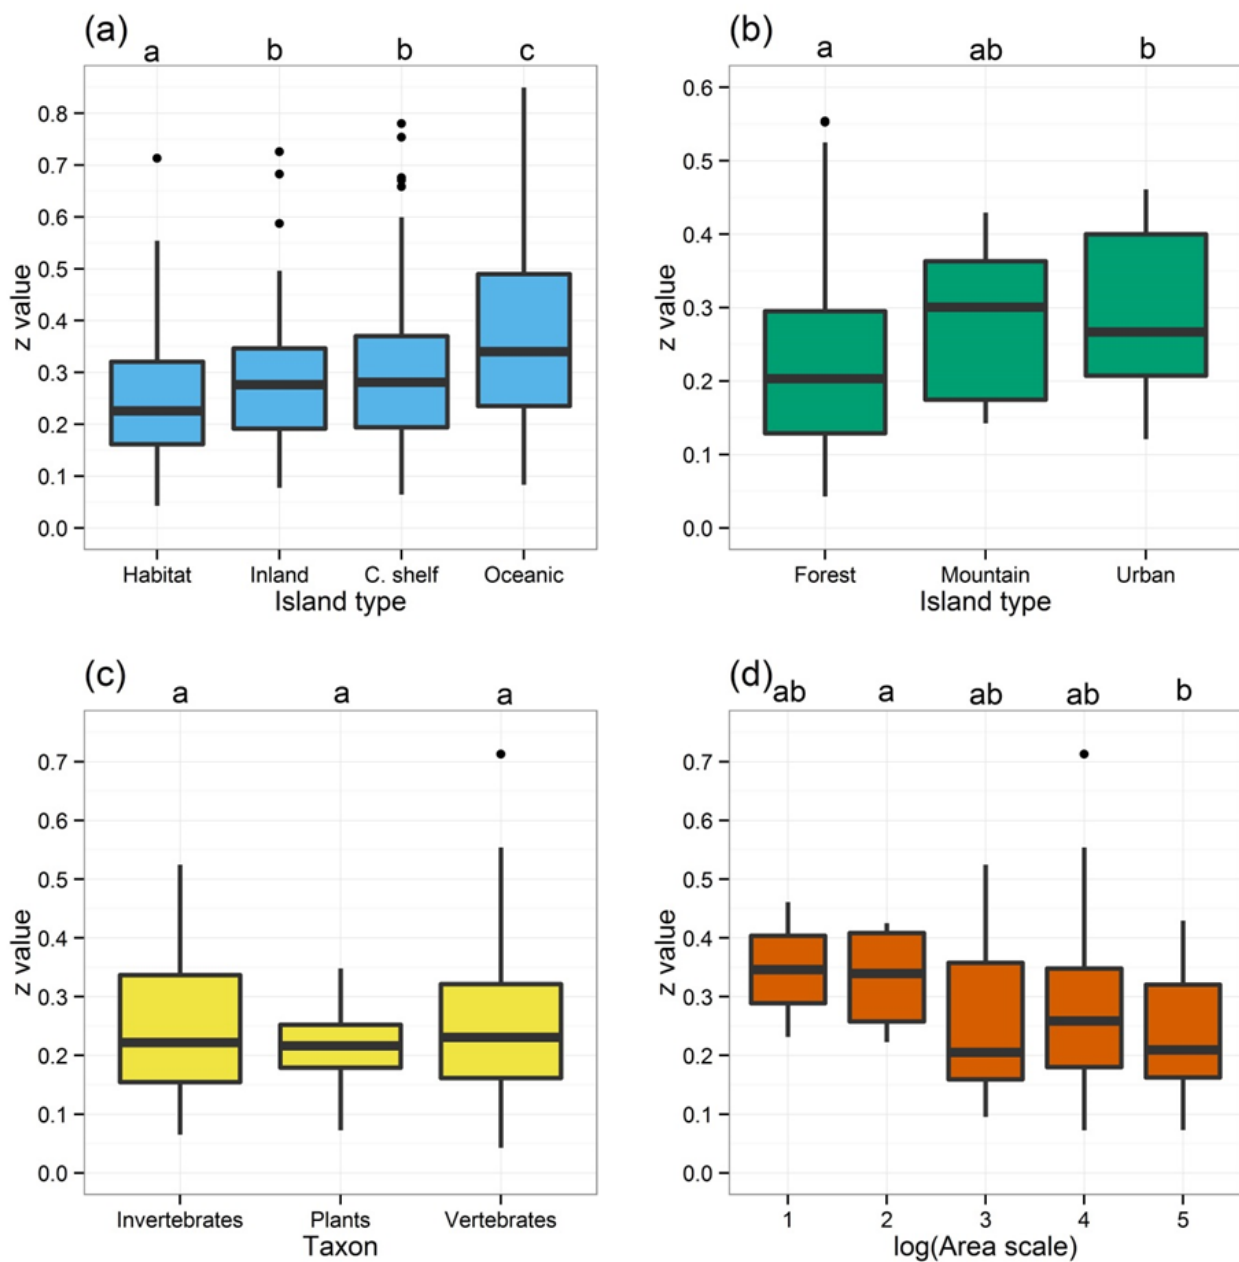 (a)
a b b c
0.8
0.7
0.6
0.5
0.4
0.3
0.2
0.1
0.0
z value
Habitat Inland C. shelf Oceanic
Island type
(b)
a ab b
0.6
0.5
0.4
0.3
0.2
0.1
0.0
z value
Forest Mountain Urban
Island type
(c)
a a a
0.7
0.6
0.5
0.4
0.3
0.2
0.1
0.0
z value
Invertebrates Plants Vertebrates
Taxon
(d)
ab a ab ab b
0.7
0.6
0.5
0.4
0.3
0.2
0.1
0.0
z value
1 2 3 4 5
log(Area scale)